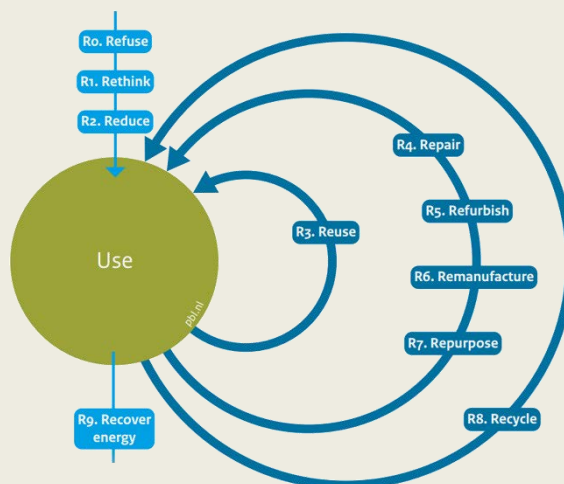 R0. Refuse
R1. Rethink
R2. Reduce
R4. Repair
R5. Refurbish
R3. Reuse
Use
R6. Remanufacture
pbl.nl
R7. Repurpose
R9. Recover
energy
R8. Recycle